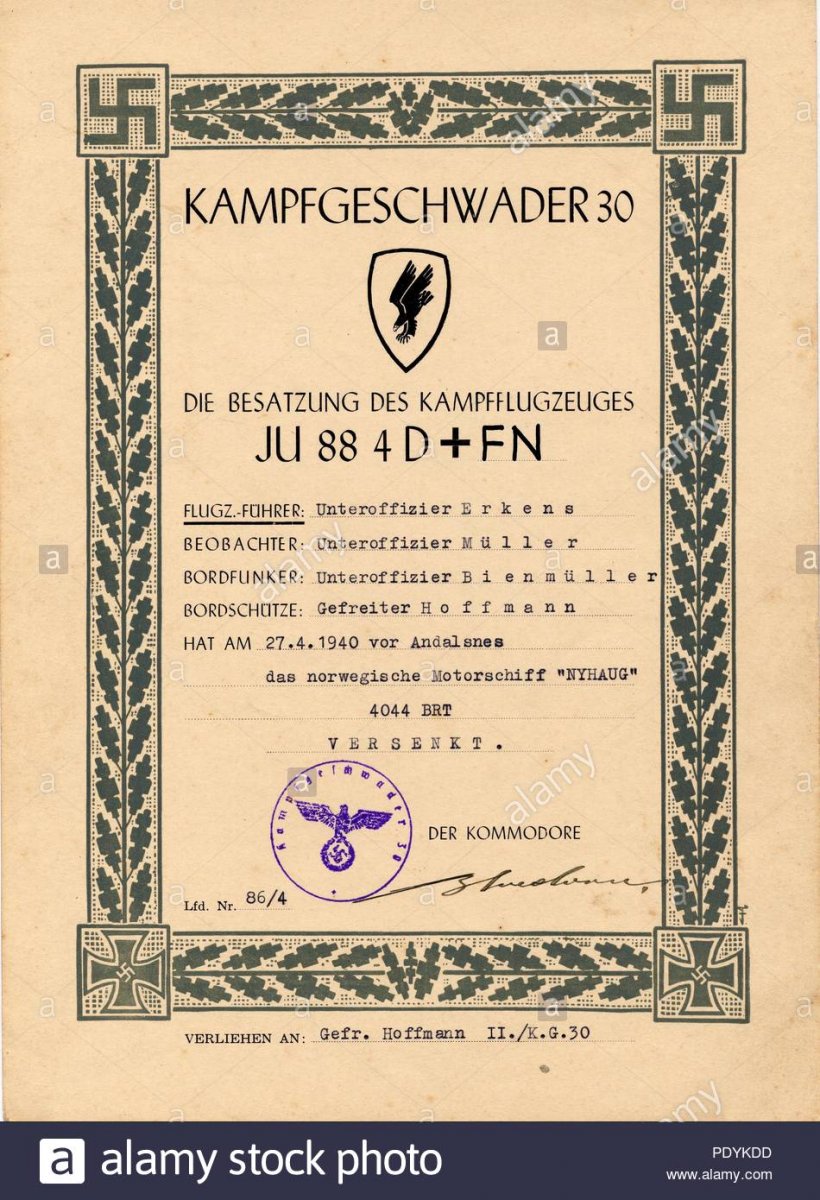 KAMPFGESCHWADER 30
DIE BESATZUNG DES KAMPFFLUGZEUGES
JU 88 4 D+FN
FLUGZ.-FÜHRER: Unteroffizier Erkens
BEOBACHTER: Unteroffizier Müller
BORDFUNKER: Unteroffizier Bienmüller
BORDSCHÜTZE: Gefreiter Hoffmann
HAT AM 27.4.1940 vor Andalsnes
das norwegische Motorschiff "NYHAUG"
4044 BRT
VERSENKT.
Kampfgeschwader 30
DER KOMMODORE
Lfd. Nr. 86/4
VERLIEHEN AN: Gefr. Hoffmann II./K.G.30
a alamy stock photo
PDYKDD
www.alamy.com